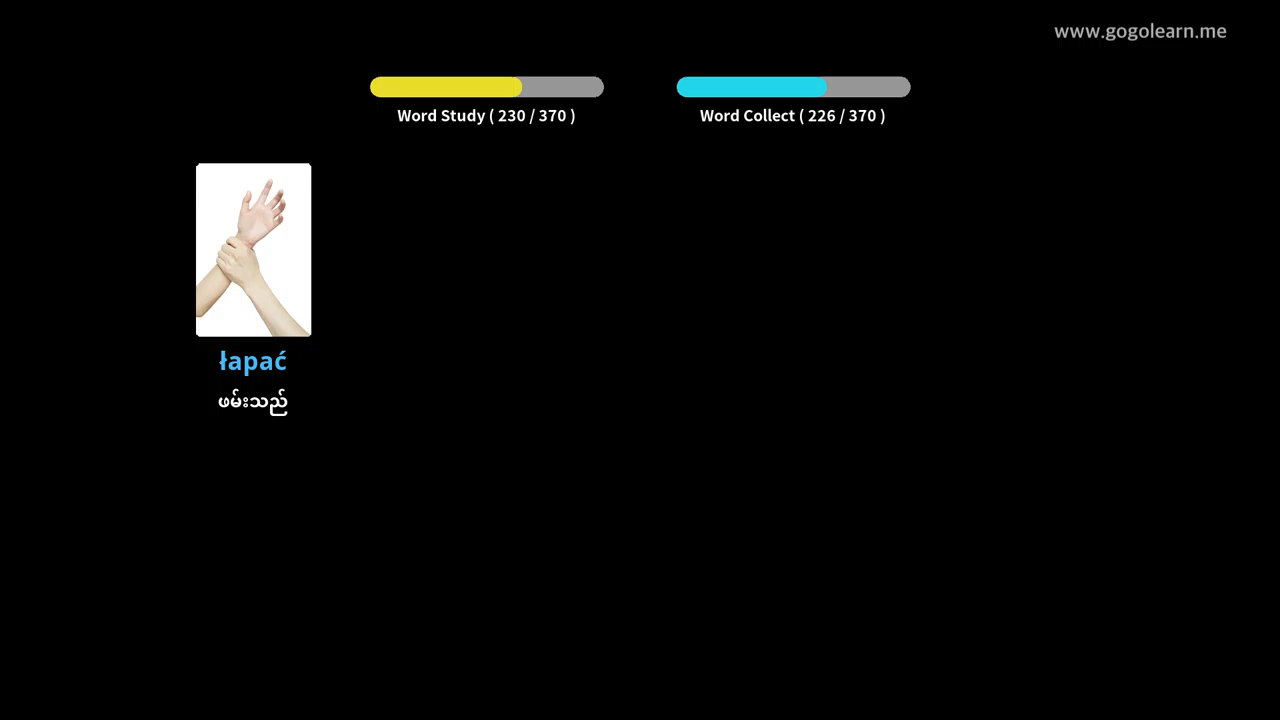 www.gogolearn.me
Word Study ( 230 / 370 )
Word Collect ( 226 / 370 )
łapać
ဖမ်းသည်